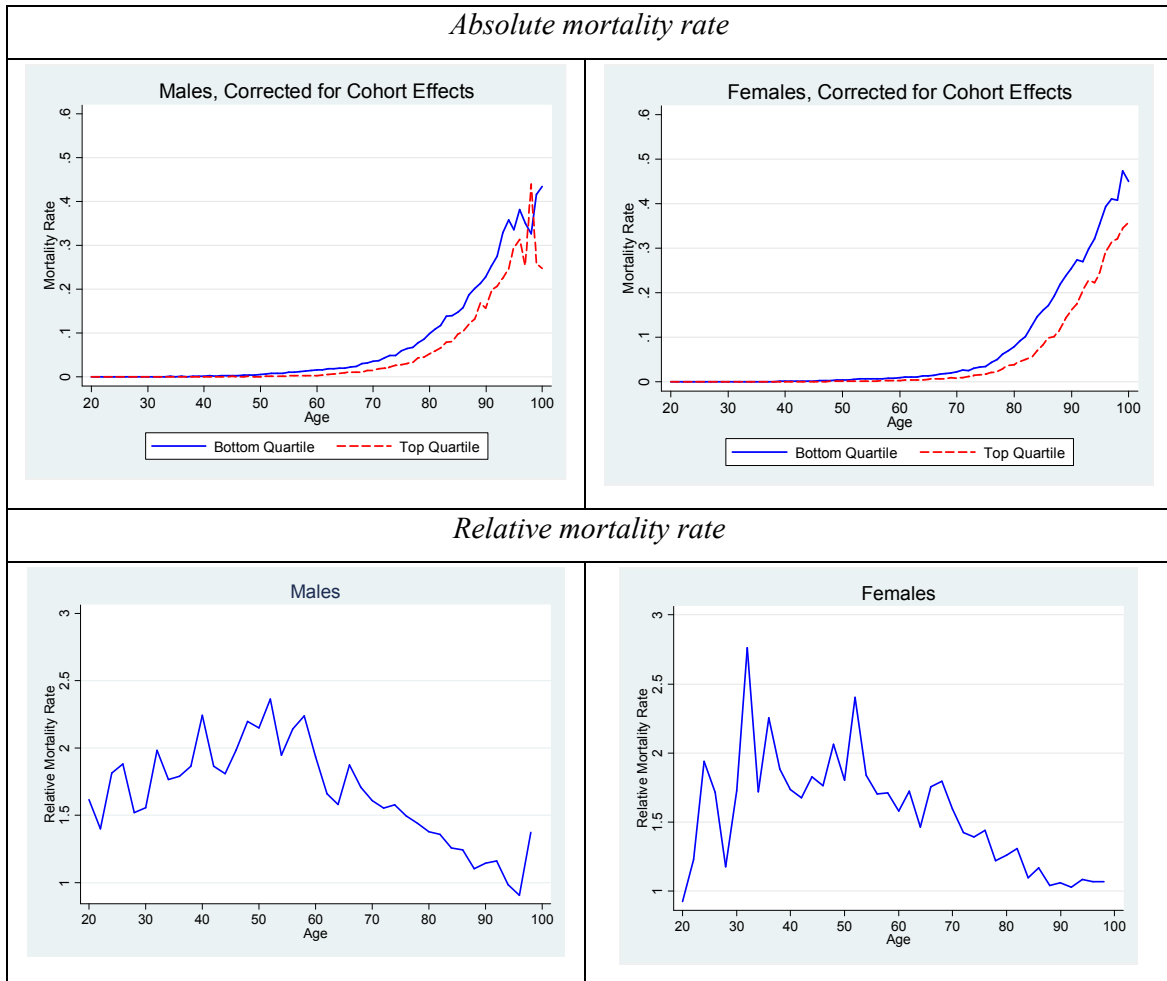 Absolute mortality rate
Males, Corrected for Cohort Effects
Mortality Rate
.6
.5
.4
.3
.2
.1
0
20 30 40 50 60 70 80 90 100
Age
Bottom Quartile Top Quartile
Females, Corrected for Cohort Effects
Mortality Rate
.6
.5
.4
.3
.2
.1
0
20 30 40 50 60 70 80 90 100
Age
Bottom Quartile Top Quartile
Relative mortality rate
Males
Relative Mortality Rate
3
2.5
2
1.5
1
20 30 40 50 60 70 80 90 100
Age
Females
Relative Mortality Rate
3
2.5
2
1.5
1
20 30 40 50 60 70 80 90 100
Age